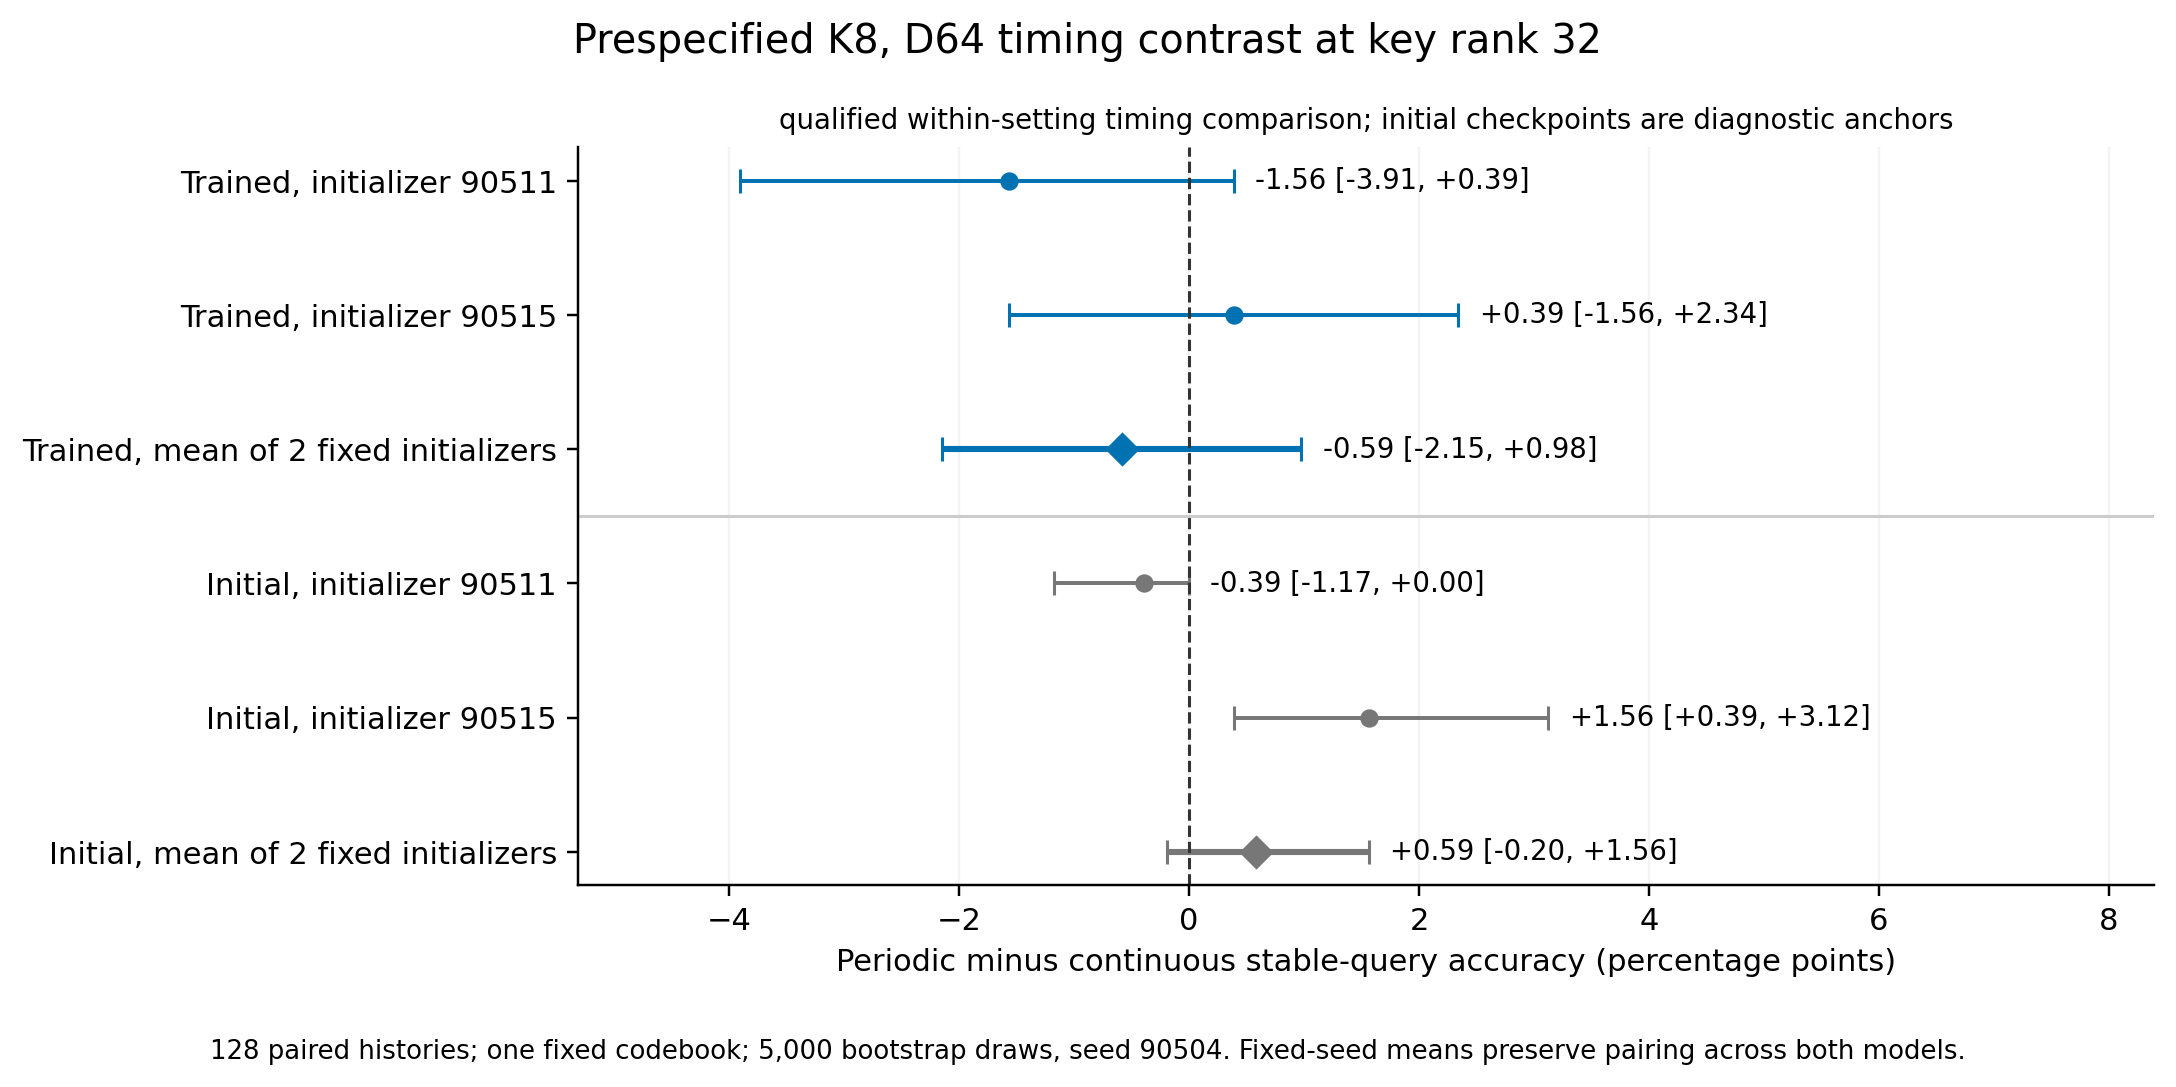 Prespecified K8, D64 timing contrast at key rank 32
qualified within-setting timing comparison; initial checkpoints are diagnostic anchors
Trained, initializer 90511
-1.56 [-3.91, +0.39]
Trained, initializer 90515
+0.39 [-1.56, +2.34]
Trained, mean of 2 fixed initializers
-0.59 [-2.15, +0.98]
Initial, initializer 90511
-0.39 [-1.17, +0.00]
Initial, initializer 90515
+1.56 [+0.39, +3.12]
Initial, mean of 2 fixed initializers
+0.59 [-0.20, +1.56]
−4 −2 0 2 4 6 8
Periodic minus continuous stable-query accuracy (percentage points)
128 paired histories; one fixed codebook; 5,000 bootstrap draws, seed 90504. Fixed-seed means preserve pairing across both models.